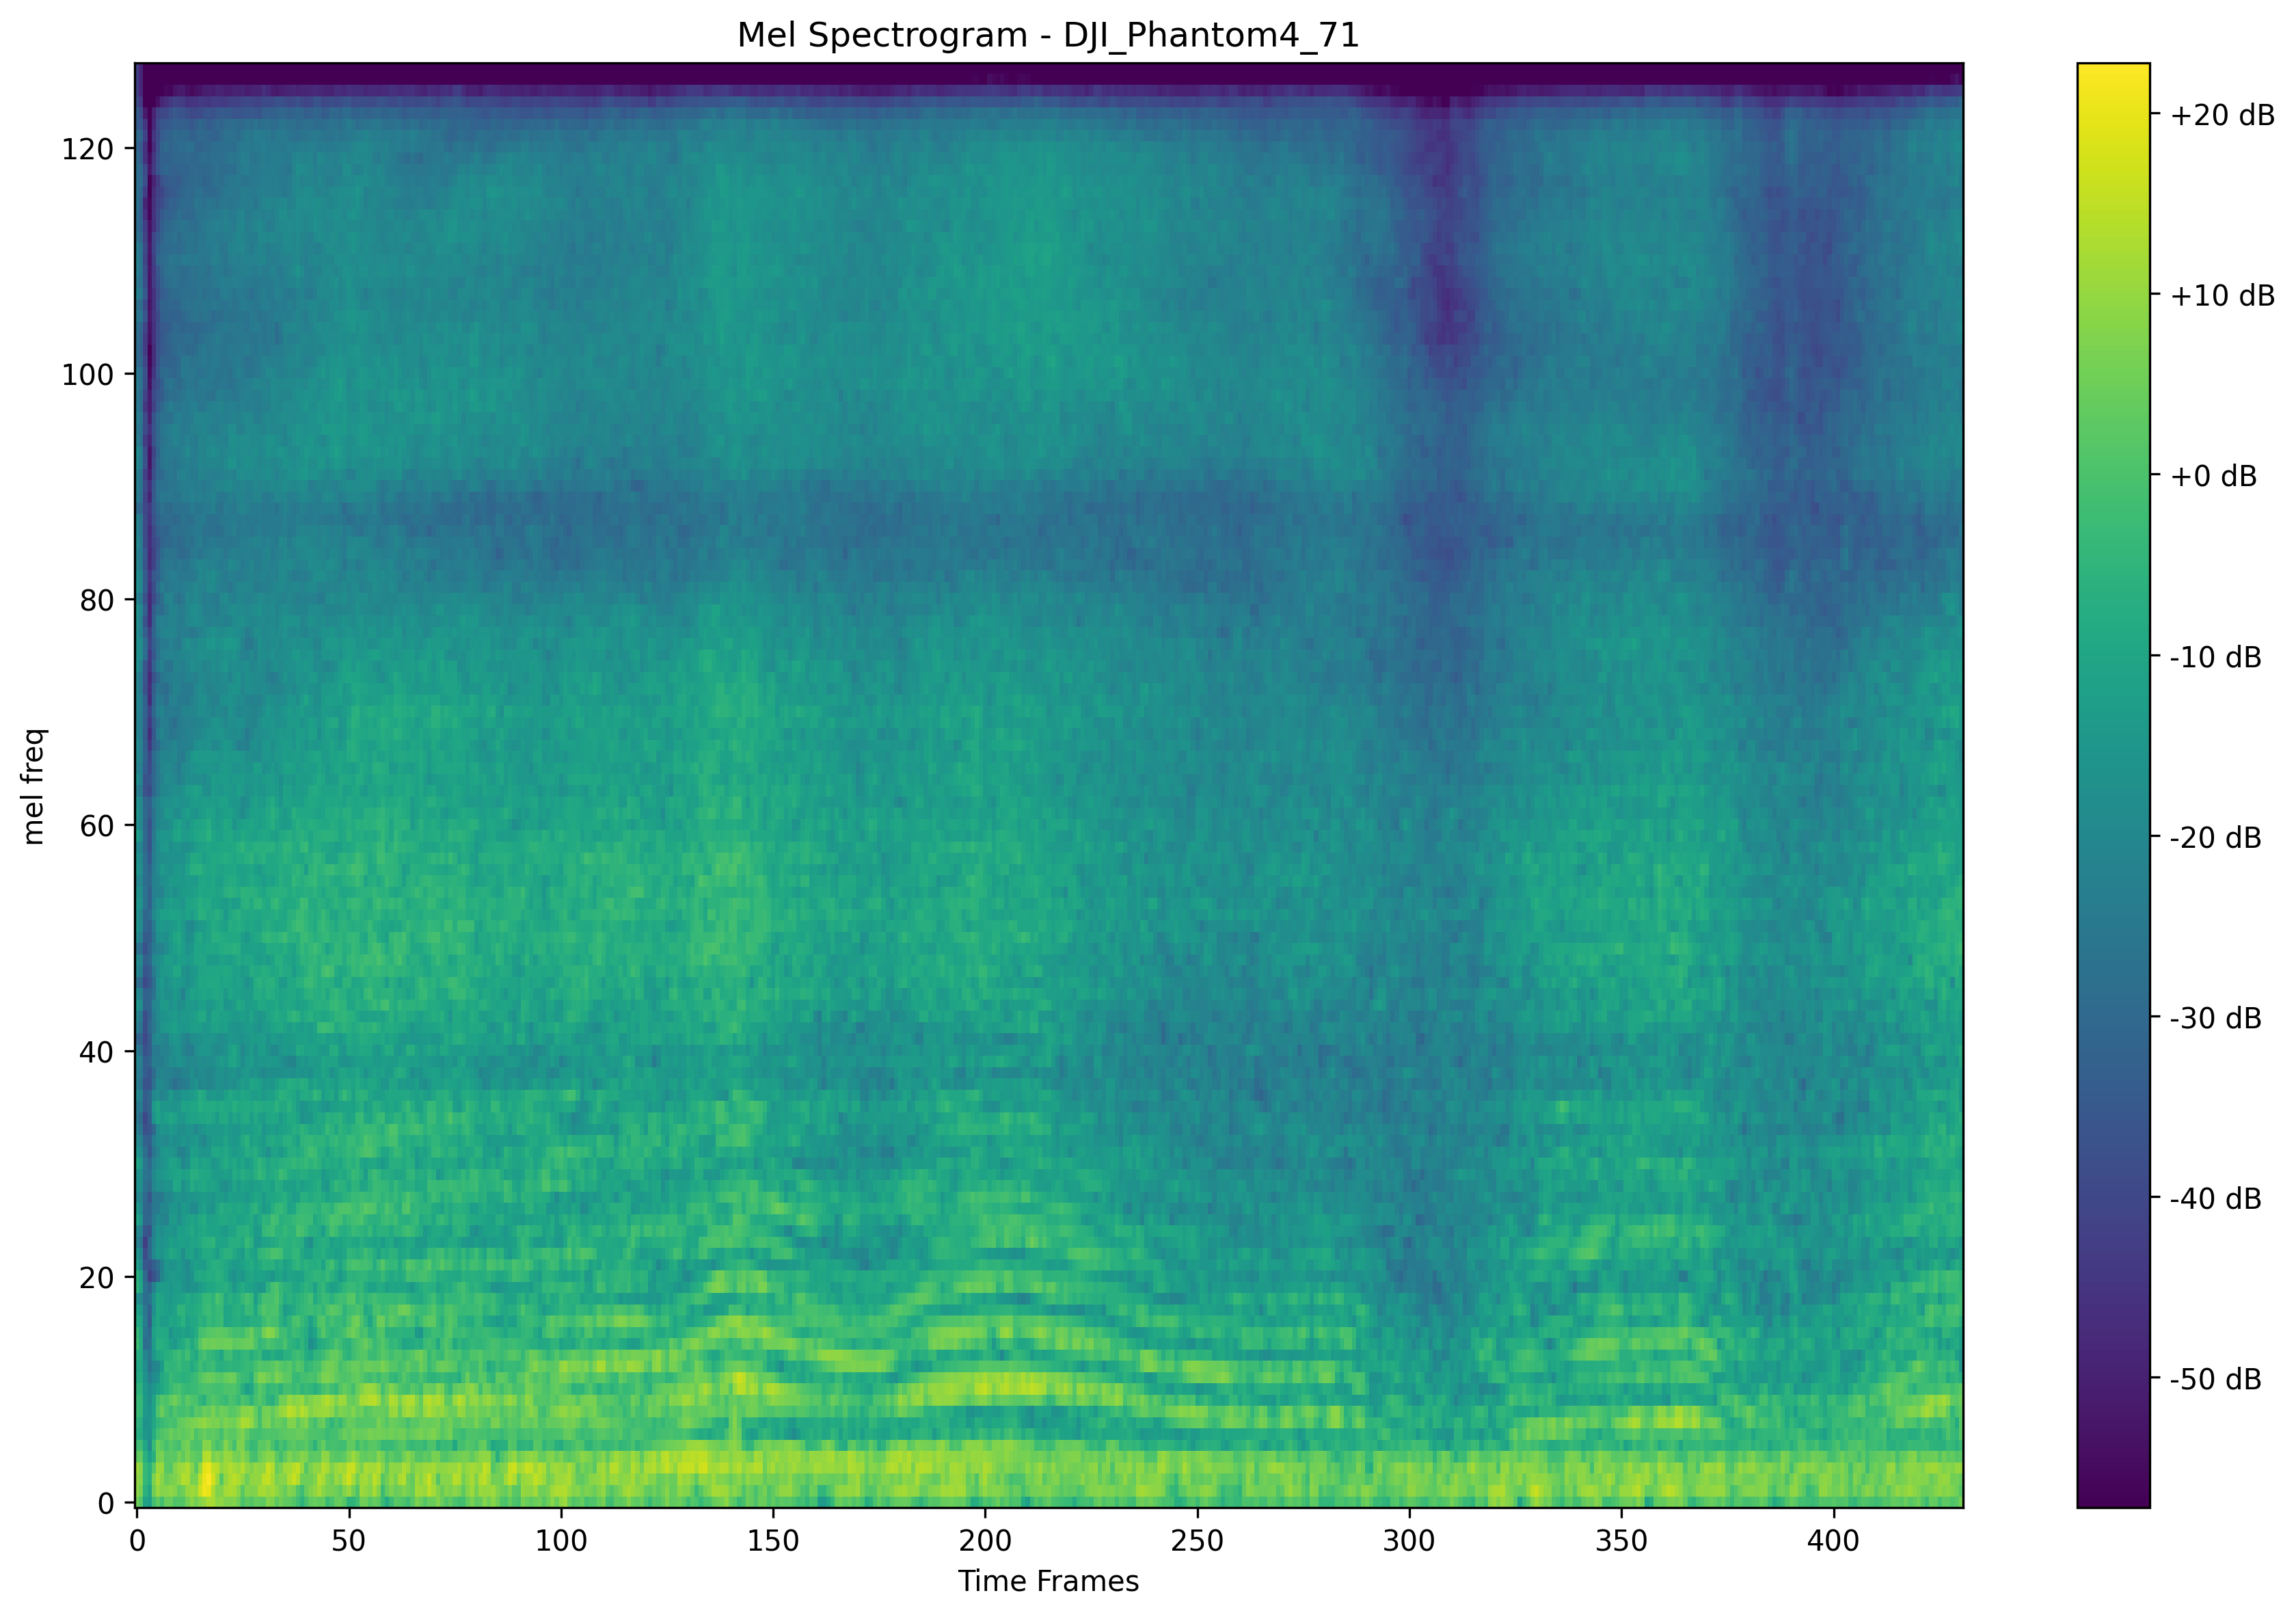 Mel Spectrogram - DJI_Phantom4_71
mel freq
120
100
80
60
40
20
0
0 50 100 150 200 250 300 350 400
Time Frames
+20 dB
+10 dB
+0 dB
-10 dB
-20 dB
-30 dB
-40 dB
-50 dB